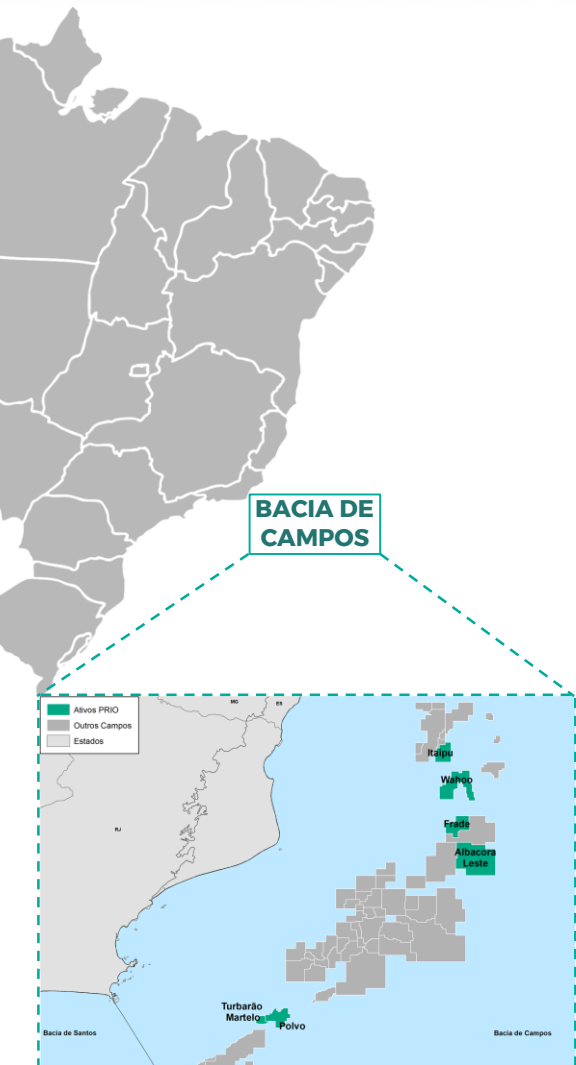 BACIA DE
CAMPOS
Ativos PRIO
Outros Campos
Estados
MG
ES
Itaipu
Wahoo
Frade
Albacora
Leste
RJ
Turbarão
Martelo
Polvo
Bacia de Santos
Bacia de Campos